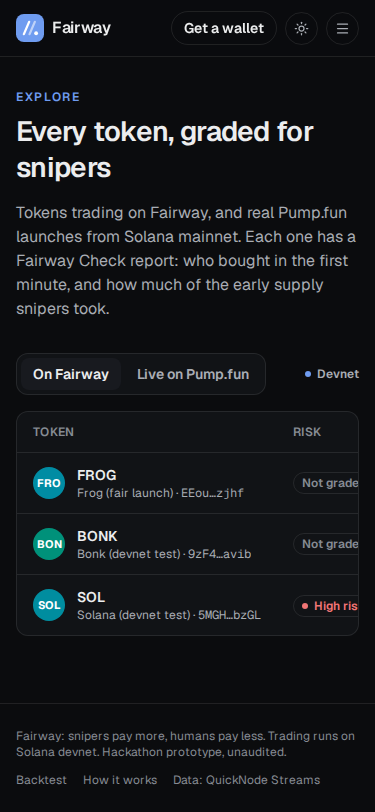 Fairway
Get a wallet
EXPLORE
Every token, graded for
snipers
Tokens trading on Fairway, and real Pump.fun
launches from Solana mainnet. Each one has a
Fairway Check report: who bought in the first
minute, and how much of the early supply
snipers took.
On Fairway
Live on Pump.fun
Devnet
TOKEN
RISK
FRO
FROG
Frog (fair launch) · EEou…zjhf
Not grade
BON
BONK
Bonk (devnet test) · 9zF4…avib
Not grade
SOL
SOL
Solana (devnet test) · 5MGH…bzGL
High ris
Fairway: snipers pay more, humans pay less. Trading runs on
Solana devnet. Hackathon prototype, unaudited.
Backtest How it works Data: QuickNode Streams